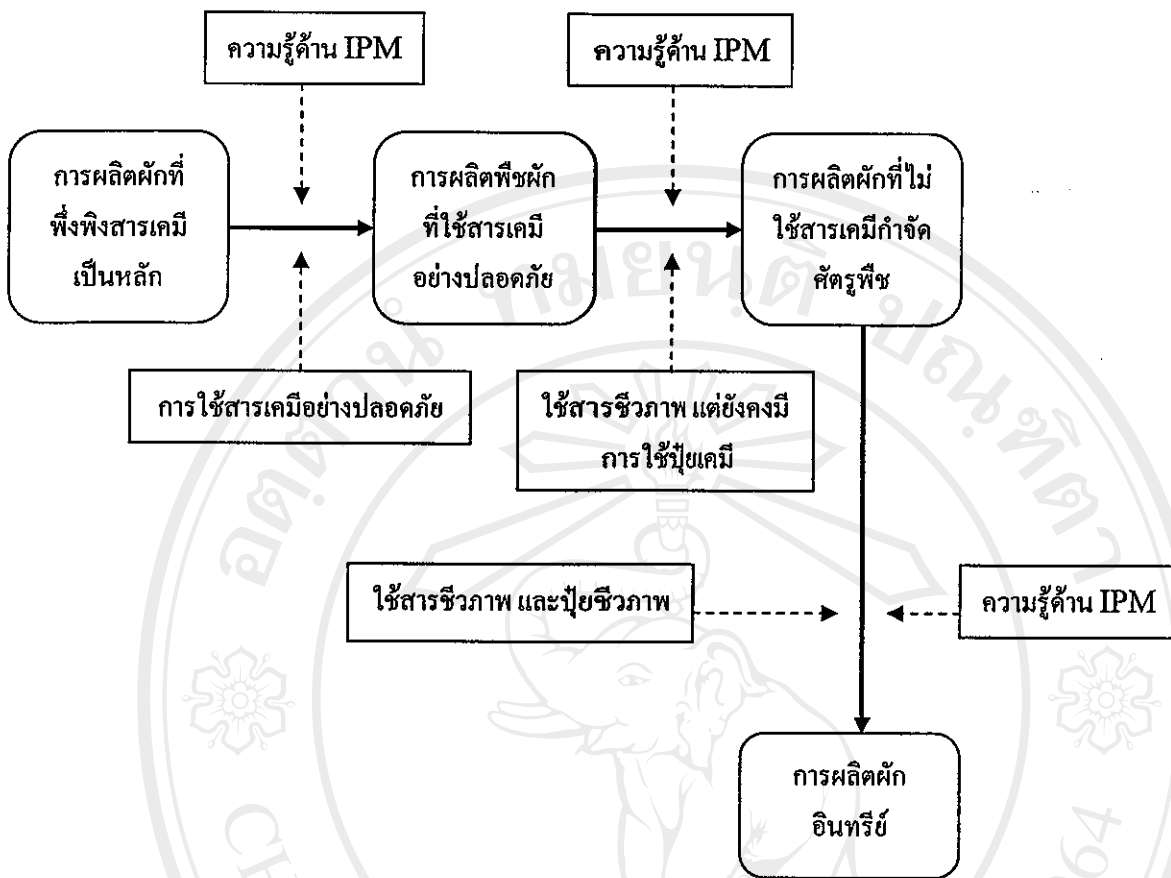 ความรู้ด้าน IPM
ความรู้ด้าน IPM
การผลิตผักที่
พึ่งพิงสารเคมี
เป็นหลัก
การผลิตพืชผัก
ที่ใช้สารเคมี
อย่างปลอดภัย
การผลิตผักที่ไม่
ใช้สารเคมีกำจัด
ศัตรูพืช
การใช้สารเคมีอย่างปลอดภัย
ใช้สารชีวภาพ แต่ยังคงมี
การใช้ปุ๋ยเคมี
ใช้สารชีวภาพ และปุ๋ยชีวภาพ
ความรู้ด้าน IPM
การผลิตผัก
อินทรีย์